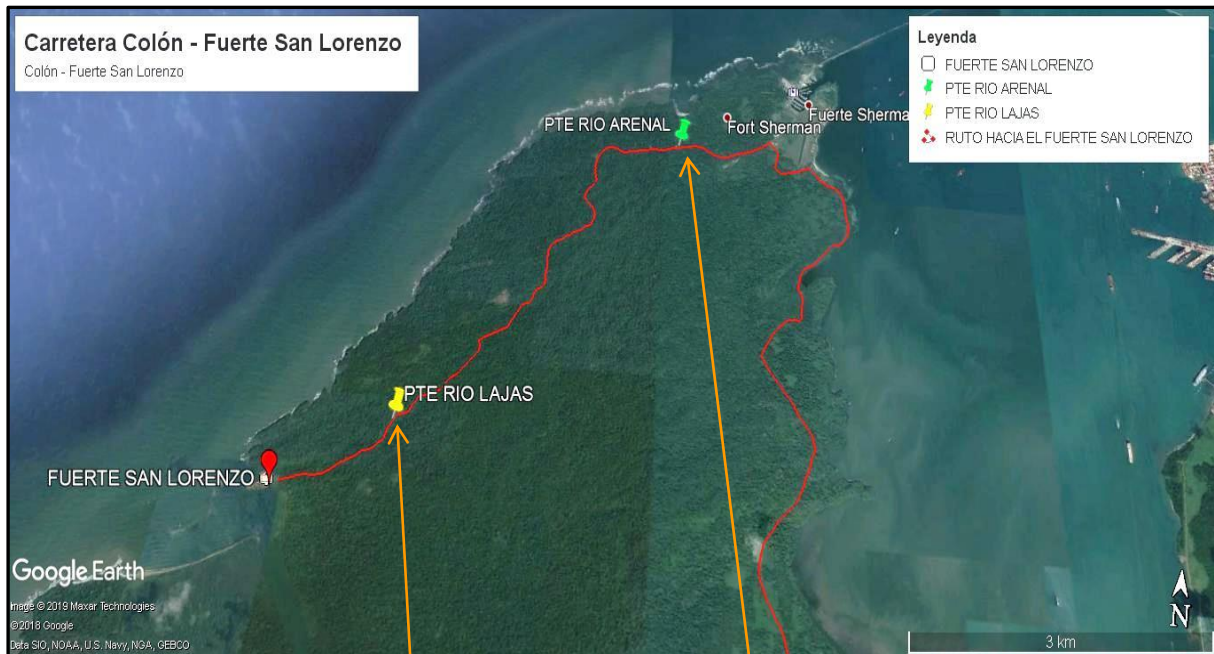 Carretera Colón - Fuerte San Lorenzo
Colón - Fuerte San Lorenzo
Leyenda
FUERTE SAN LORENZO
PTE RIO ARENAL
PTE RIO LAJAS
RUTO HACIA EL FUERTE SAN LORENZO
PTE RIO ARENAL
Fort Sherman
Fuerte Sherma
PTE RIO LAJAS
FUERTE SAN LORENZO
Google Earth
Image © 2019 Maxar Technologies
© 2018 Google
Data SIO, NOAA, U.S. Navy, NGA, GEBCO
N
3 km